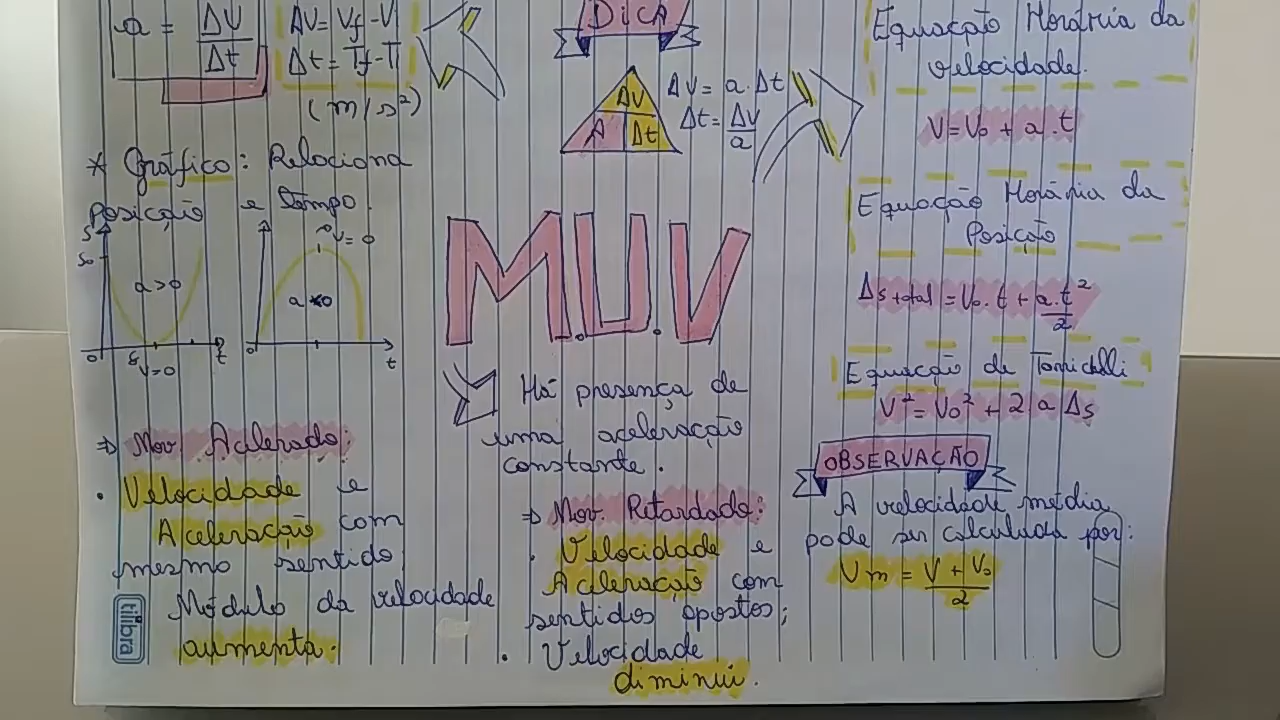 a = ΔV/Δt
ΔV = Vf - Vi
Δt = Tf - Ti
(m/s²)
* Gráfico: Relaciona
Posição e Tempo
S
S₀
a > 0
0
t
V = 0
V = 0
a < 0
0
t
⇒ Mov. Acelerado:
• Velocidade e
Aceleração com
mesmo sentido
Módulo da velocidade
aumenta.
tilibra
DICA
ΔV
A
Δt
ΔV = a . Δt
Δt = ΔV/a
M.U.V
Há presença de
uma aceleração
constante.
⇒ Mov. Retardado:
. Velocidade e
Aceleração com
sentidos opostos;
• Velocidade
diminui.
Equação Horária da
velocidade.
V = V₀ + a . t
Equação Horária da
Posição
Δs total = V₀ . t + a . t²/2
Equação de Torricelli
V² = V₀² + 2 a Δs
OBSERVAÇÃO
A velocidade média
pode ser calculada por:
Vm = V + V₀/2